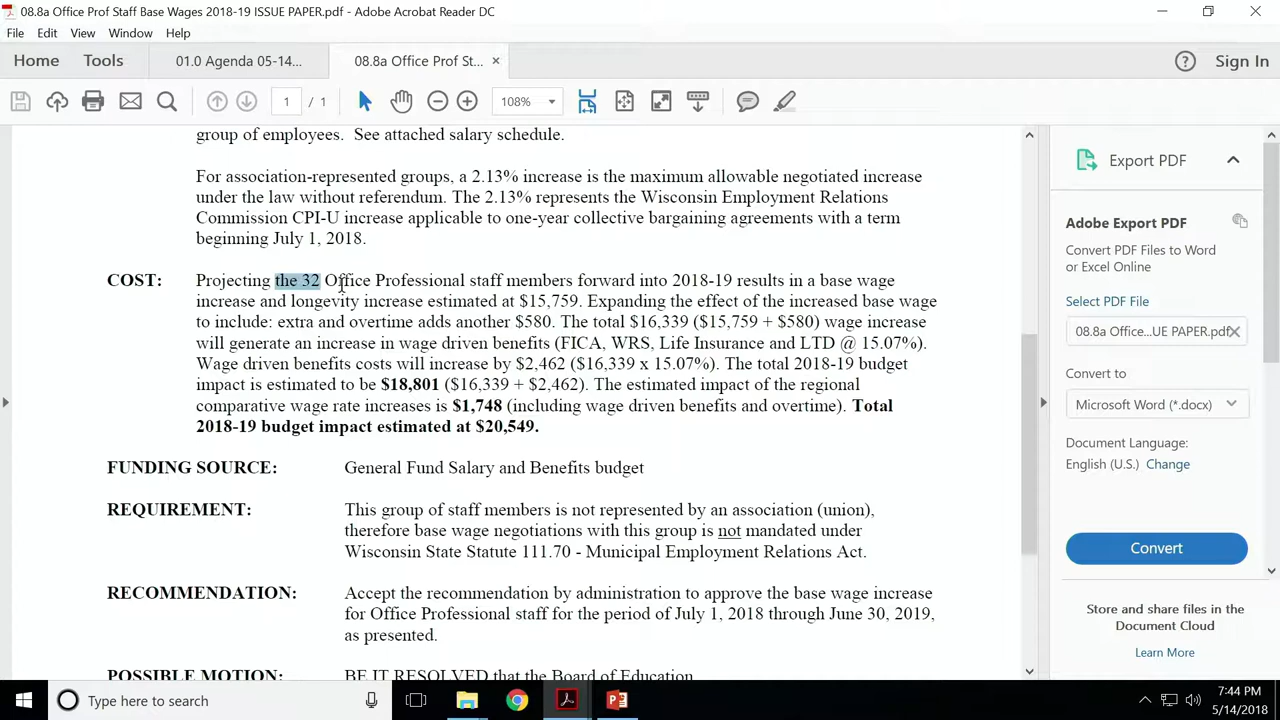 08.8a Office Prof Staff Base Wages 2018-19 ISSUE PAPER.pdf - Adobe Acrobat Reader DC
File Edit View Window Help
Home Tools 01.0 Agenda 05-14... 08.8a Office Prof St... × Sign In
1 / 1 108%
group of employees. See attached salary schedule.
For association-represented groups, a 2.13% increase is the maximum allowable negotiated increase
under the law without referendum. The 2.13% represents the Wisconsin Employment Relations
Commission CPI-U increase applicable to one-year collective bargaining agreements with a term
beginning July 1, 2018.
COST: Projecting the 32 Office Professional staff members forward into 2018-19 results in a base wage
increase and longevity increase estimated at $15,759. Expanding the effect of the increased base wage
to include: extra and overtime adds another $580. The total $16,339 ($15,759 + $580) wage increase
will generate an increase in wage driven benefits (FICA, WRS, Life Insurance and LTD @ 15.07%).
Wage driven benefits costs will increase by $2,462 ($16,339 x 15.07%). The total 2018-19 budget
impact is estimated to be $18,801 ($16,339 + $2,462). The estimated impact of the regional
comparative wage rate increases is $1,748 (including wage driven benefits and overtime). Total
2018-19 budget impact estimated at $20,549.
FUNDING SOURCE: General Fund Salary and Benefits budget
REQUIREMENT: This group of staff members is not represented by an association (union),
therefore base wage negotiations with this group is not mandated under
Wisconsin State Statute 111.70 - Municipal Employment Relations Act.
RECOMMENDATION: Accept the recommendation by administration to approve the base wage increase
for Office Professional staff for the period of July 1, 2018 through June 30, 2019,
as presented.
POSSIBLE MOTION: BE IT RESOLVED that the Board of Education
Export PDF
Adobe Export PDF
Convert PDF Files to Word
or Excel Online
Select PDF File
08.8a Office...UE PAPER.pdf
Convert to
Microsoft Word (*.docx)
Document Language:
English (U.S.) Change
Convert
Store and share files in the
Document Cloud
Learn More
Type here to search
7:44 PM
5/14/2018